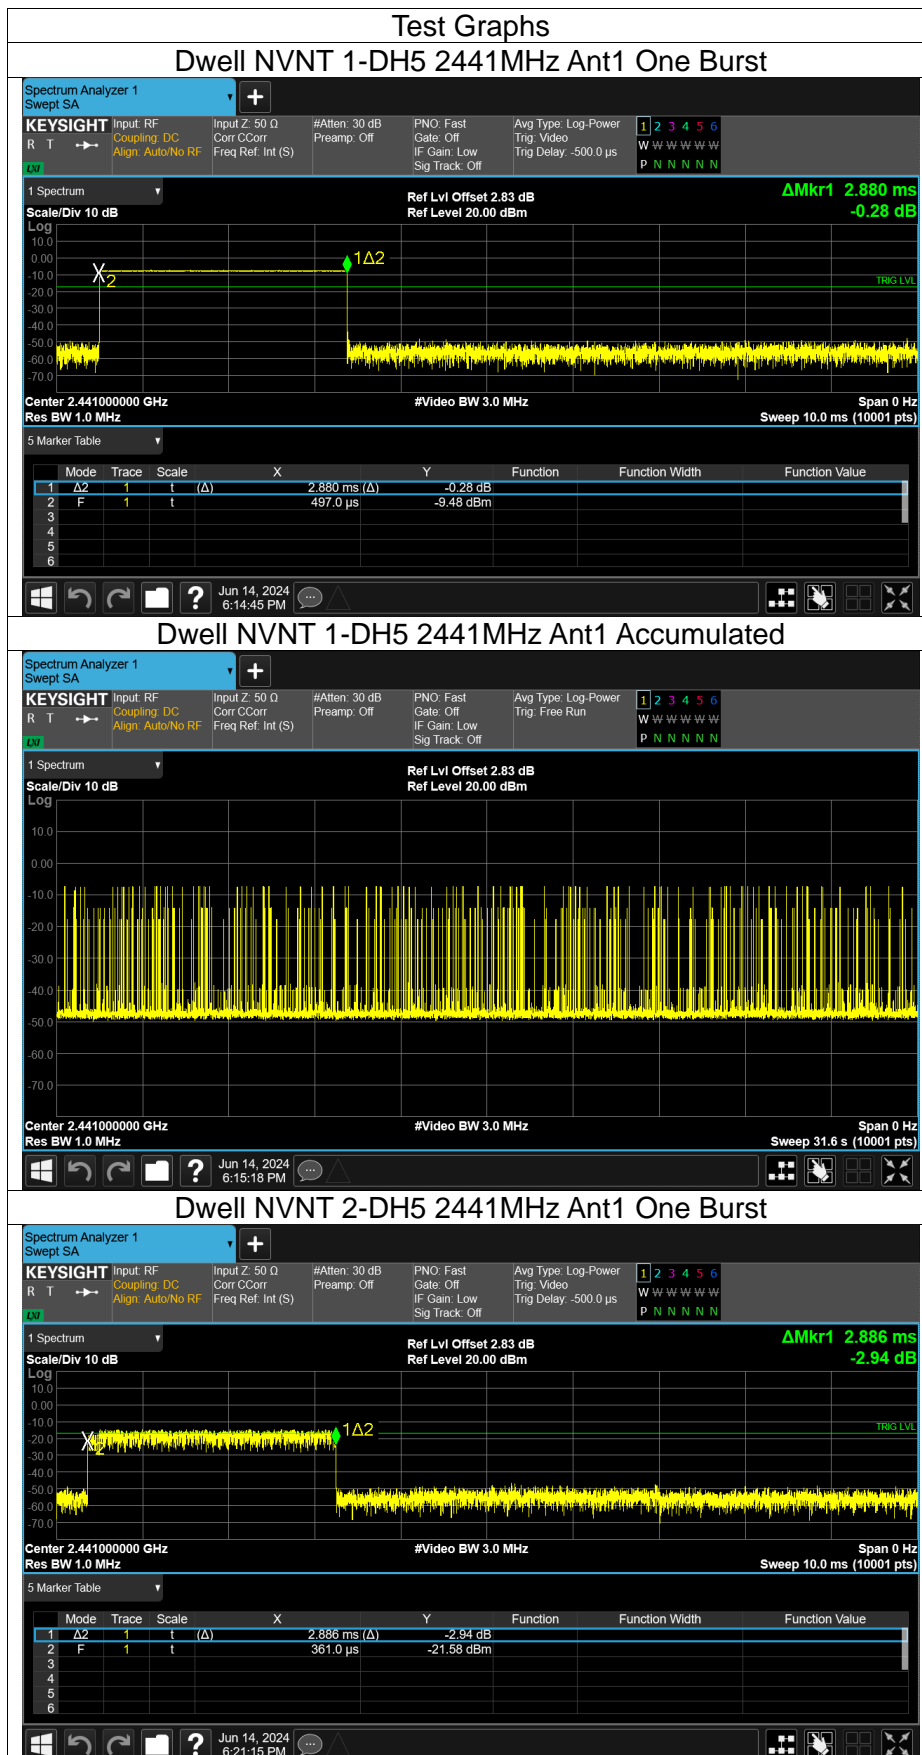 Test Graphs
Dwell NVNT 1-DH5 2441MHz Ant1 One Burst
Spectrum Analyzer 1
Swept SA
KEYSIGHT Input: RF Input Z: 50 Ω #Atten: 30 dB PNO: Fast Avg Type: Log-Power 1 2 3 4 5 6
R T Coupling: DC Corr CCorr Preamp: Off Gate: Off Trig: Video W W W W W W
Align: Auto/No RF Freq Ref: Int (S) IF Gain: Low Trig Delay: -500.0 µs
LXI Sig Track: Off P N N N N N
1 Spectrum Ref Lvl Offset 2.83 dB ΔMkr1 2.880 ms
Scale/Div 10 dB Ref Level 20.00 dBm -0.28 dB
Log
10.0
0.00 1Δ2
-10.0 2
-20.0 TRIG LVL
-30.0
-40.0
-50.0
-60.0
-70.0
Center 2.441000000 GHz #Video BW 3.0 MHz Span 0 Hz
Res BW 1.0 MHz Sweep 10.0 ms (10001 pts)
5 Marker Table
Mode Trace Scale X Y Function Function Width Function Value
1 Δ2 1 t (Δ) 2.880 ms (Δ) -0.28 dB
2 F 1 t 497.0 µs -9.48 dBm
3
4
5
6
? Jun 14, 2024
6:14:45 PM
Dwell NVNT 1-DH5 2441MHz Ant1 Accumulated
Spectrum Analyzer 1
Swept SA
KEYSIGHT Input: RF Input Z: 50 Ω #Atten: 30 dB PNO: Fast Avg Type: Log-Power 1 2 3 4 5 6
R T Coupling: DC Corr CCorr Preamp: Off Gate: Off Trig: Free Run W W W W W W
Align: Auto/No RF Freq Ref: Int (S) IF Gain: Low
LXI Sig Track: Off P N N N N N
1 Spectrum Ref Lvl Offset 2.83 dB
Scale/Div 10 dB Ref Level 20.00 dBm
Log
10.0
0.00
-10.0
-20.0
-30.0
-40.0
-50.0
-60.0
-70.0
Center 2.441000000 GHz #Video BW 3.0 MHz Span 0 Hz
Res BW 1.0 MHz Sweep 31.6 s (10001 pts)
? Jun 14, 2024
6:15:18 PM
Dwell NVNT 2-DH5 2441MHz Ant1 One Burst
Spectrum Analyzer 1
Swept SA
KEYSIGHT Input: RF Input Z: 50 Ω #Atten: 30 dB PNO: Fast Avg Type: Log-Power 1 2 3 4 5 6
R T Coupling: DC Corr CCorr Preamp: Off Gate: Off Trig: Video W W W W W W
Align: Auto/No RF Freq Ref: Int (S) IF Gain: Low Trig Delay: -500.0 µs
LXI Sig Track: Off P N N N N N
1 Spectrum Ref Lvl Offset 2.83 dB ΔMkr1 2.886 ms
Scale/Div 10 dB Ref Level 20.00 dBm -2.94 dB
Log
10.0
0.00
-10.0 1Δ2 TRIG LVL
-20.0 2
-30.0
-40.0
-50.0
-60.0
-70.0
Center 2.441000000 GHz #Video BW 3.0 MHz Span 0 Hz
Res BW 1.0 MHz Sweep 10.0 ms (10001 pts)
5 Marker Table
Mode Trace Scale X Y Function Function Width Function Value
1 Δ2 1 t (Δ) 2.886 ms (Δ) -2.94 dB
2 F 1 t 361.0 µs -21.58 dBm
3
4
5
6
? Jun 14, 2024
6:21:15 PM